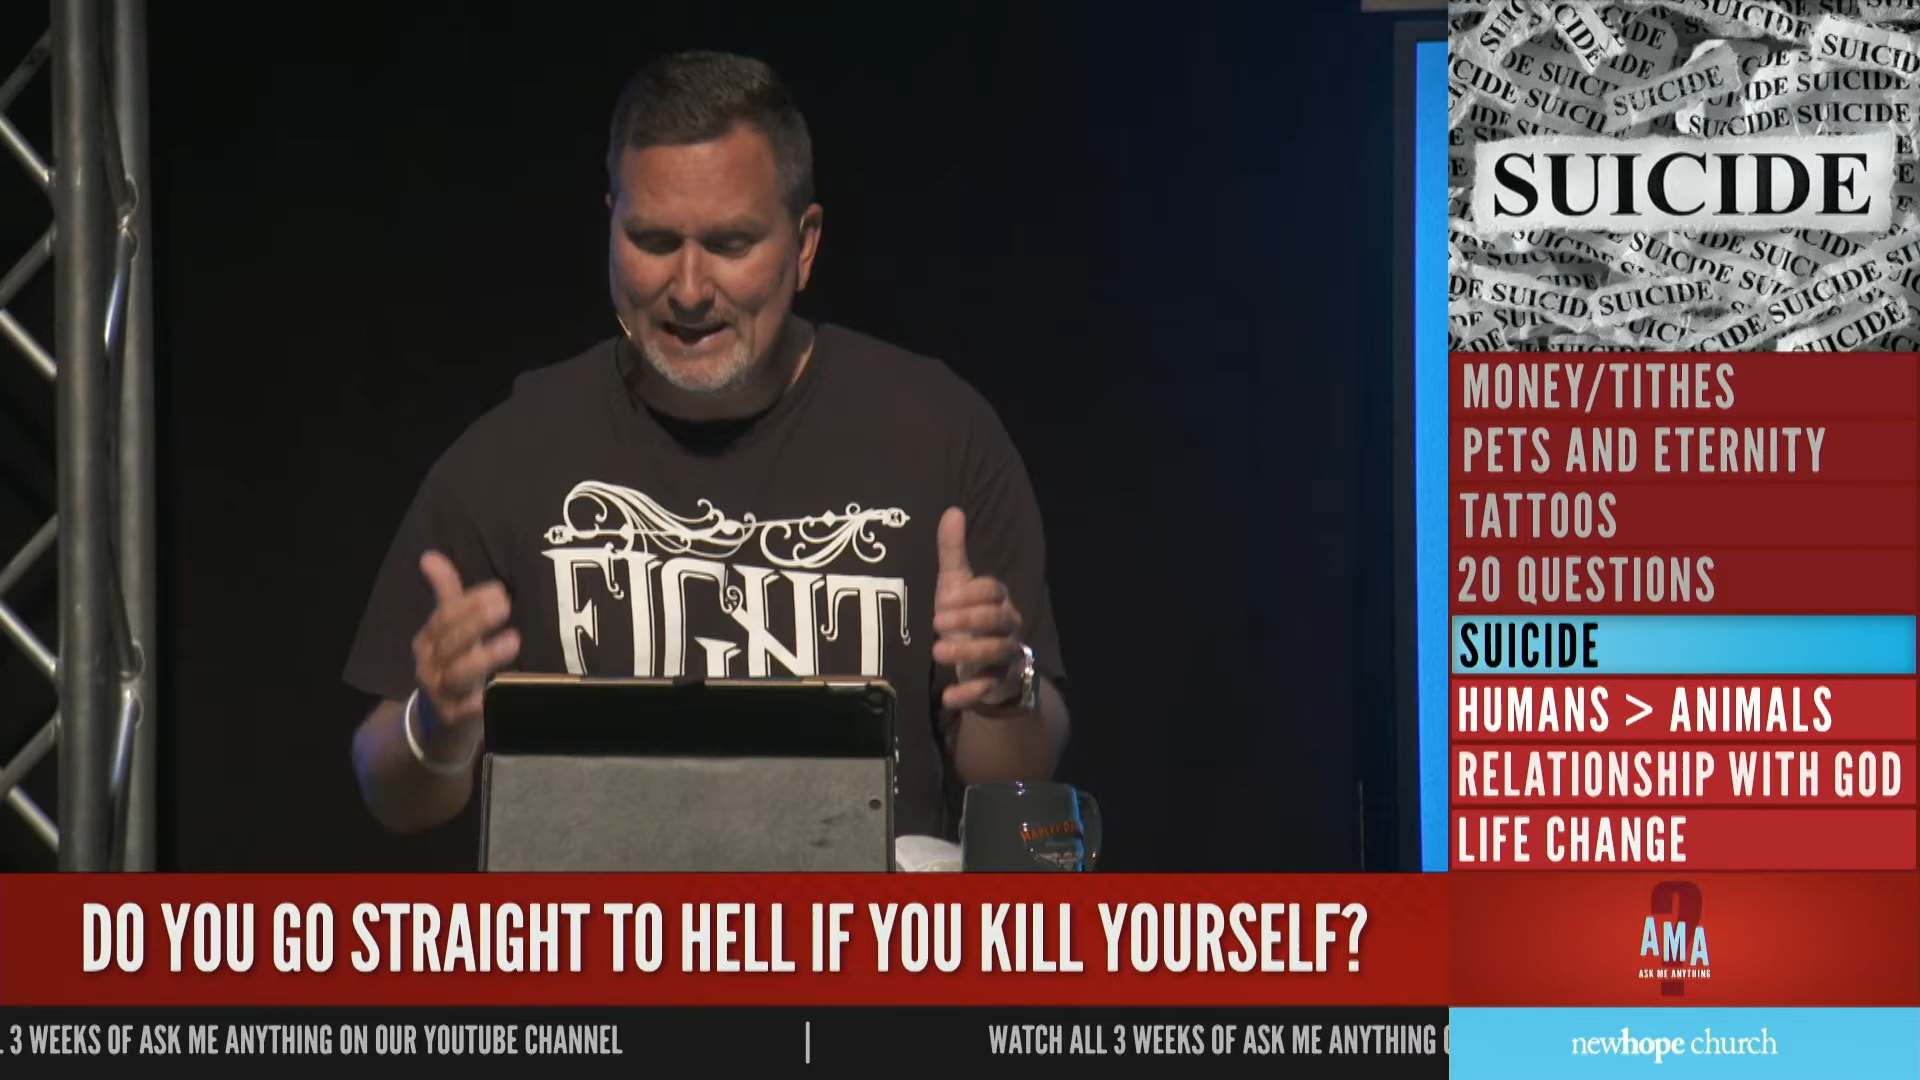 SUICIDE
FIGHT
MONEY/TITHES
PETS AND ETERNITY
TATTOOS
20 QUESTIONS
SUICIDE
HUMANS > ANIMALS
RELATIONSHIP WITH GOD
LIFE CHANGE
DO YOU GO STRAIGHT TO HELL IF YOU KILL YOURSELF?
?
AMA
ASK ME ANYTHING
3 WEEKS OF ASK ME ANYTHING ON OUR YOUTUBE CHANNEL | WATCH ALL 3 WEEKS OF ASK ME ANYTHING
newhope church